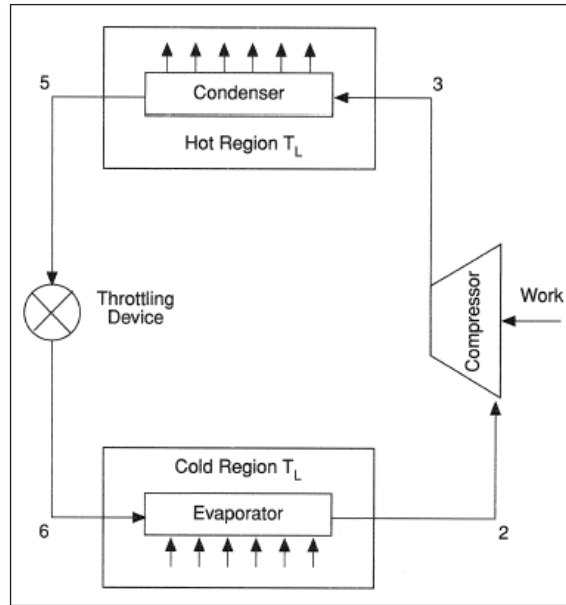 5
3
Condenser
Hot Region T_L
Throttling
Device
Compressor
Work
Cold Region T_L
Evaporator
6
2